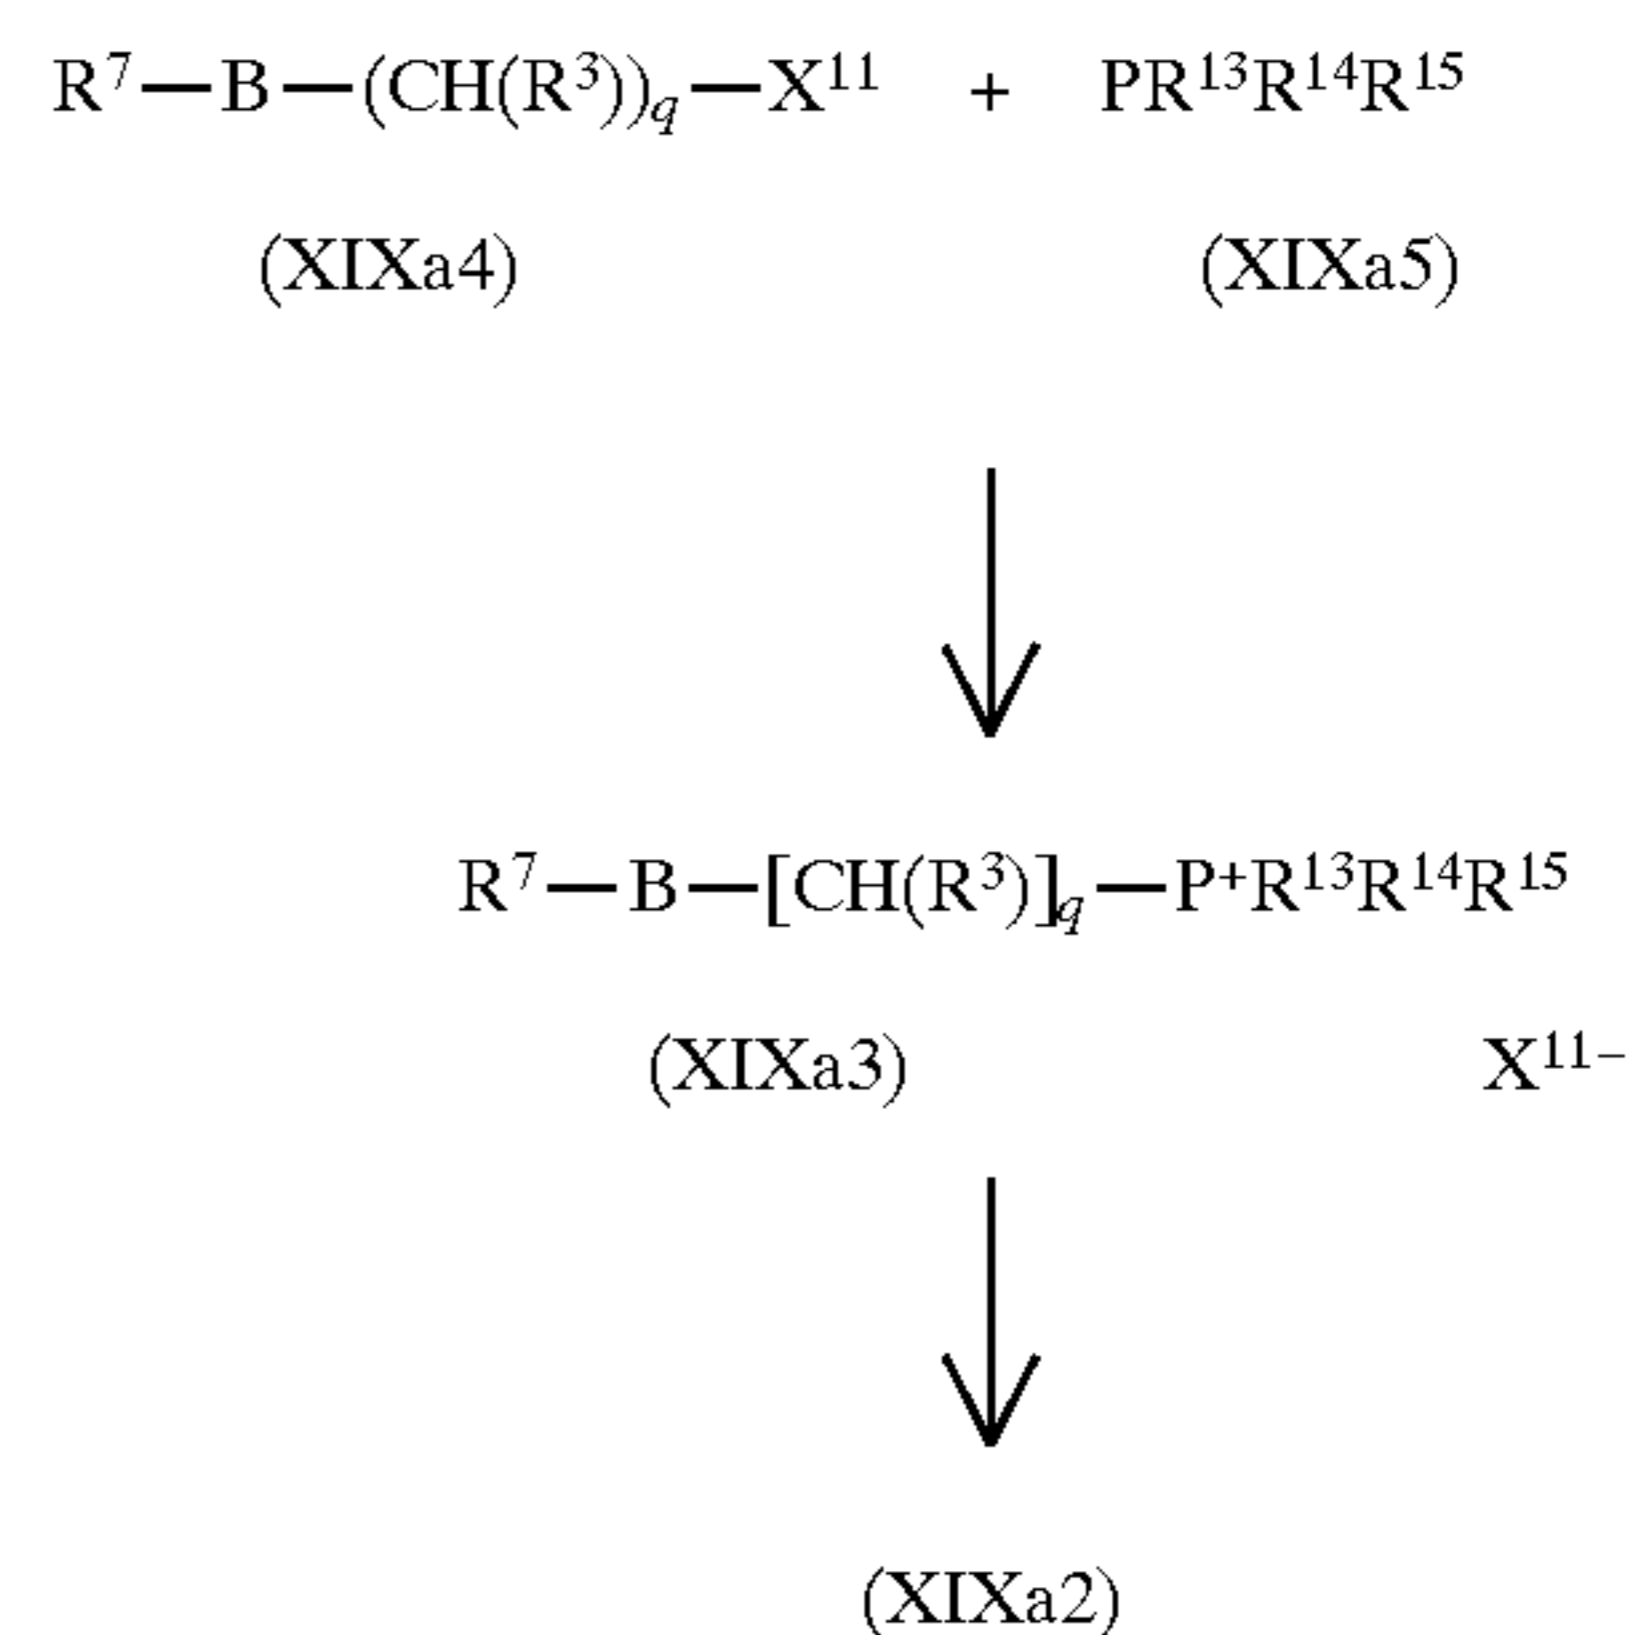 R⁷—B—(CH(R³))q—X¹¹ + PR¹³R¹⁴R¹⁵
(XIXa4) (XIXa5)
R⁷—B—[CH(R³)]q—P⁺R¹³R¹⁴R¹⁵
(XIXa3) X¹¹⁻
(XIXa2)